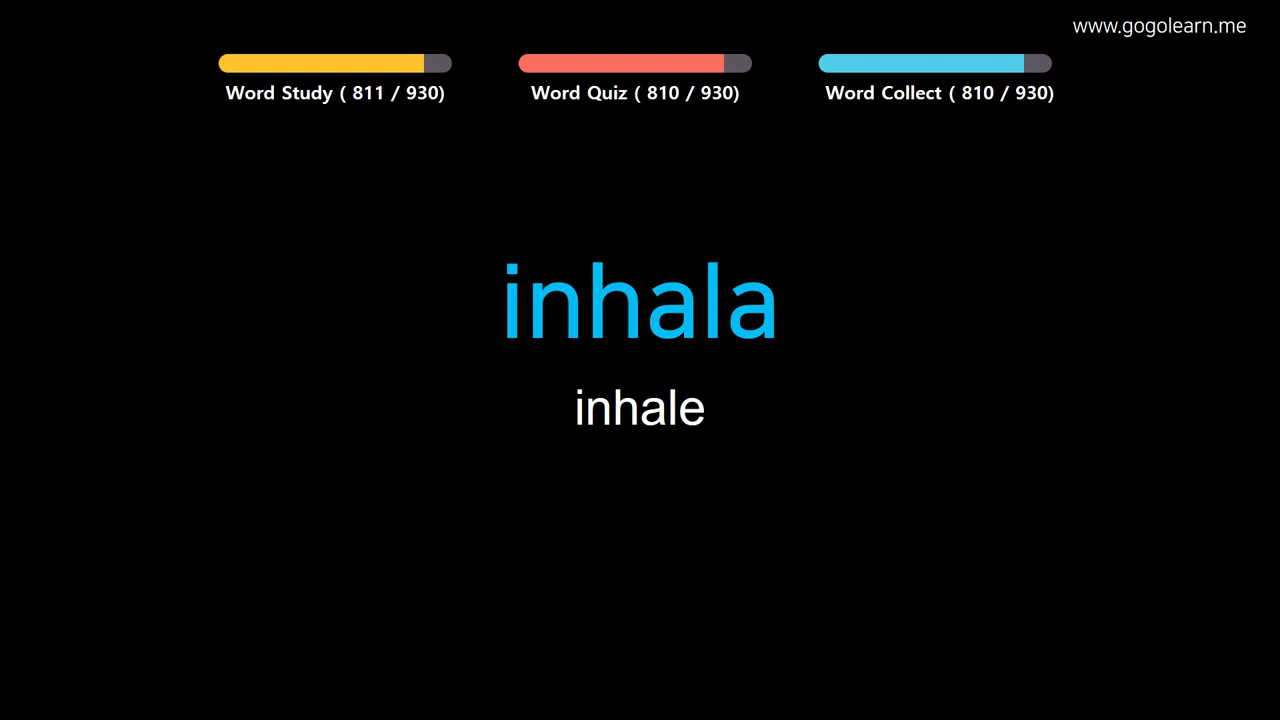 www.gogolearn.me
Word Study ( 811 / 930)
Word Quiz ( 810 / 930)
Word Collect ( 810 / 930)
inhala
inhale